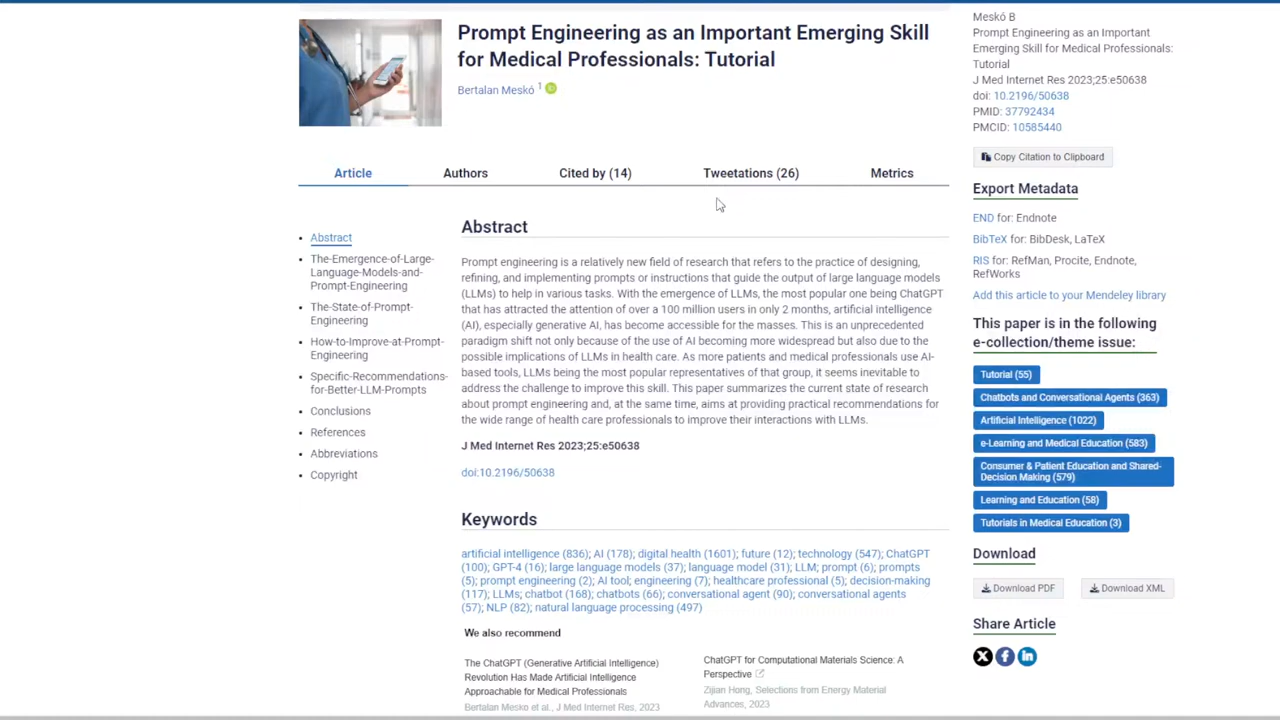 Prompt Engineering as an Important Emerging Skill
for Medical Professionals: Tutorial
Bertalan Meskó 1
Article
Authors
Cited by (14)
Tweetations (26)
Metrics
Abstract
The-Emergence-of-Large-
Language-Models-and-
Prompt-Engineering
The-State-of-Prompt-
Engineering
How-to-Improve-at-Prompt-
Engineering
Specific-Recommendations-
for-Better-LLM-Prompts
Conclusions
References
Abbreviations
Copyright
Abstract
Prompt engineering is a relatively new field of research that refers to the practice of designing,
refining, and implementing prompts or instructions that guide the output of large language models
(LLMs) to help in various tasks. With the emergence of LLMs, the most popular one being ChatGPT
that has attracted the attention of over a 100 million users in only 2 months, artificial intelligence
(AI), especially generative AI, has become accessible for the masses. This is an unprecedented
paradigm shift not only because of the use of AI becoming more widespread but also due to the
possible implications of LLMs in health care. As more patients and medical professionals use AI-
based tools, LLMs being the most popular representatives of that group, it seems inevitable to
address the challenge to improve this skill. This paper summarizes the current state of research
about prompt engineering and, at the same time, aims at providing practical recommendations for
the wide range of health care professionals to improve their interactions with LLMs.
J Med Internet Res 2023;25:e50638
doi:10.2196/50638
Keywords
artificial intelligence (836); AI (178); digital health (1601); future (12); technology (547); ChatGPT
(100); GPT-4 (16); large language models (37); language model (31); LLM; prompt (6); prompts
(5); prompt engineering (2); AI tool; engineering (7); healthcare professional (5); decision-making
(117); LLMs; chatbot (168); chatbots (66); conversational agent (90); conversational agents
(57); NLP (82); natural language processing (497)
We also recommend
The ChatGPT (Generative Artificial Intelligence)
Revolution Has Made Artificial Intelligence
Approachable for Medical Professionals
Bertalan Mesko et al., J Med Internet Res, 2023
ChatGPT for Computational Materials Science: A
Perspective
Zijian Hong, Selections from Energy Material
Advances, 2023
Meskó B
Prompt Engineering as an Important
Emerging Skill for Medical Professionals:
Tutorial
J Med Internet Res 2023;25:e50638
doi: 10.2196/50638
PMID: 37792434
PMCID: 10585440
Copy Citation to Clipboard
Export Metadata
END for: Endnote
BibTeX for: BibDesk, LaTeX
RIS for: RefMan, Procite, Endnote,
RefWorks
Add this article to your Mendeley library
This paper is in the following
e-collection/theme issue:
Tutorial (55)
Chatbots and Conversational Agents (363)
Artificial Intelligence (1022)
e-Learning and Medical Education (583)
Consumer & Patient Education and Shared-
Decision Making (579)
Learning and Education (58)
Tutorials in Medical Education (3)
Download
Download PDF
Download XML
Share Article